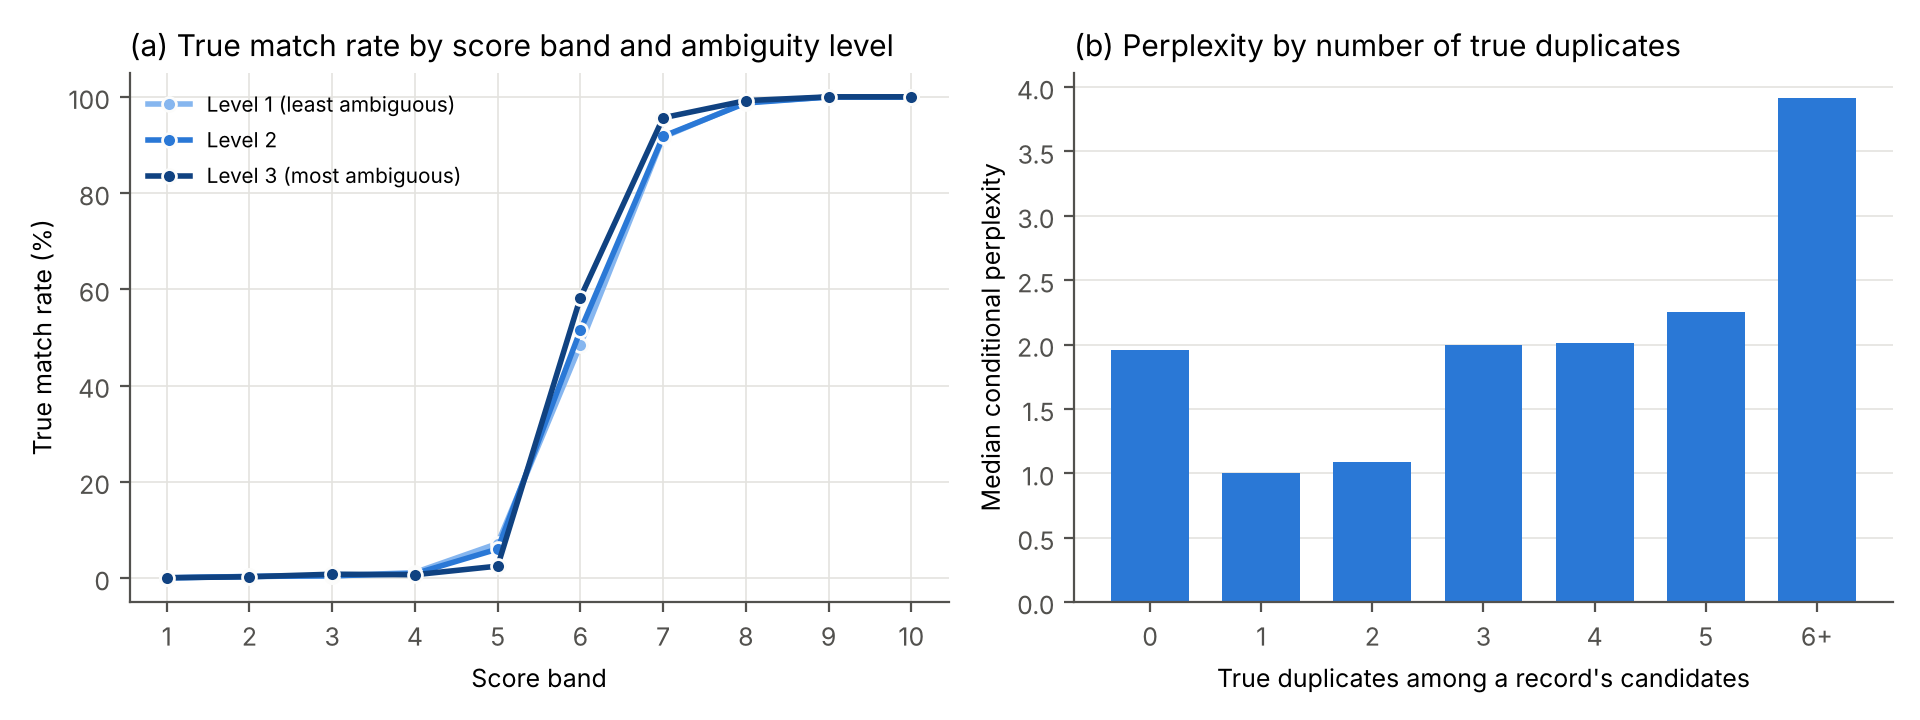 (a) True match rate by score band and ambiguity level
Level 1 (least ambiguous)
Level 2
Level 3 (most ambiguous)
True match rate (%)
100
80
60
40
20
0
1 2 3 4 5 6 7 8 9 10
Score band
(b) Perplexity by number of true duplicates
Median conditional perplexity
4.0
3.5
3.0
2.5
2.0
1.5
1.0
0.5
0.0
0 1 2 3 4 5 6+
True duplicates among a record's candidates